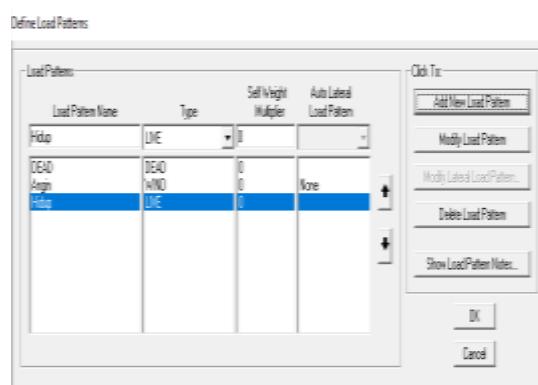 Define Load Patterns
Load Patterns
Click To:
Load Pattern Name Type Self Weight Multiplier Auto Lateral Load Pattern
Hidup LIVE 0
DEAD DEAD 0
Angin WIND 0 None
Hidup LIVE 0
Add New Load Pattern
Modify Load Pattern
Modify Lateral Load Pattern...
Delete Load Pattern
Show Load Pattern Notes...
OK
Cancel